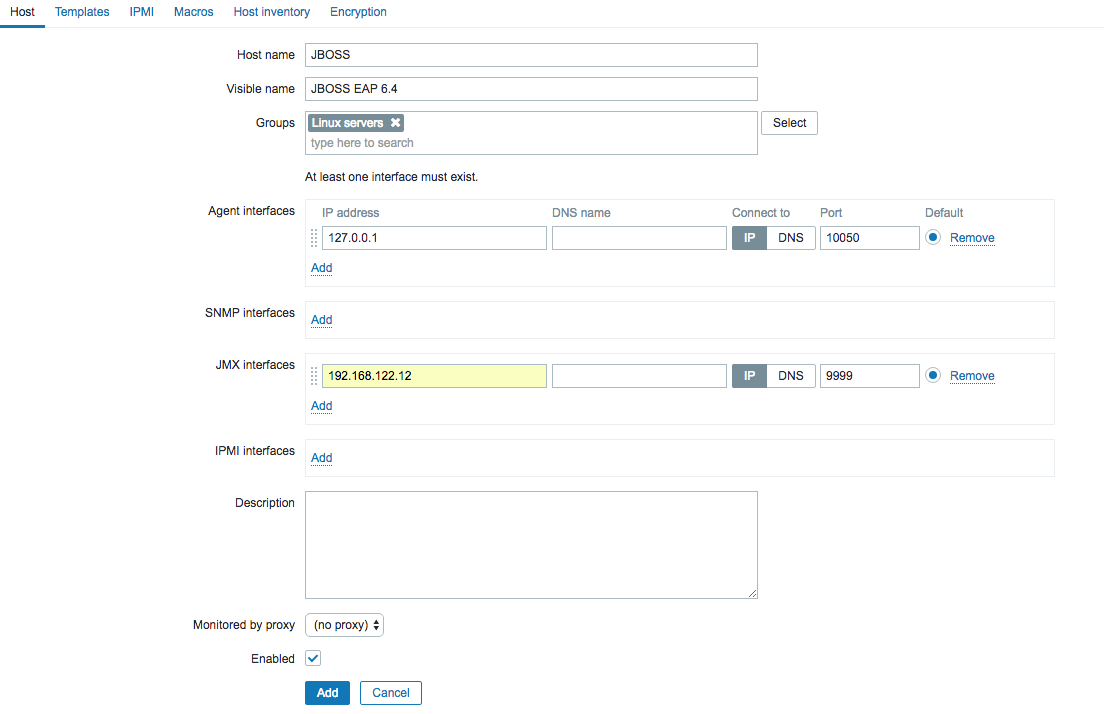 Host Templates IPMI Macros Host inventory Encryption
Host name JBOSS
Visible name JBOSS EAP 6.4
Groups Linux servers ✖ Select
type here to search
At least one interface must exist.
Agent interfaces IP address DNS name Connect to Port Default
127.0.0.1 IP DNS 10050 Remove
Add
SNMP interfaces Add
JMX interfaces 192.168.122.12 IP DNS 9999 Remove
Add
IPMI interfaces Add
Description
Monitored by proxy (no proxy)
Enabled
Add Cancel